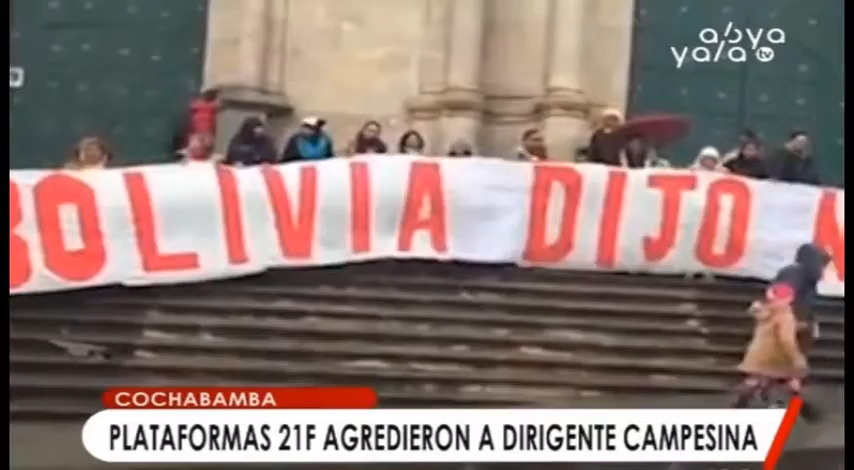 abya
yala tv
BOLIVIA DIJO N
COCHABAMBA
PLATAFORMAS 21F AGREDIERON A DIRIGENTE CAMPESINA